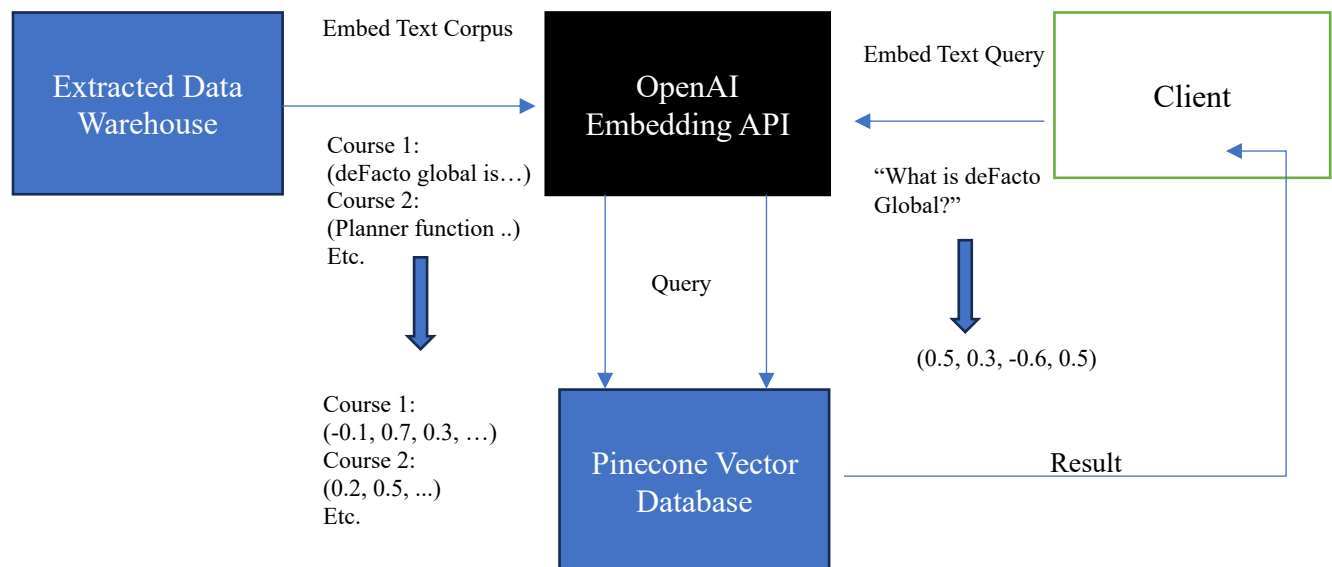 Embed Text Corpus
Extracted Data
Warehouse
OpenAI
Embedding API
Embed Text Query
Client
Course 1:
(deFacto global is…)
Course 2:
(Planner function ..)
Etc.
“What is deFacto
Global?”
Query
(0.5, 0.3, -0.6, 0.5)
Course 1:
(-0.1, 0.7, 0.3, …)
Course 2:
(0.2, 0.5, ...)
Etc.
Pinecone Vector
Database
Result